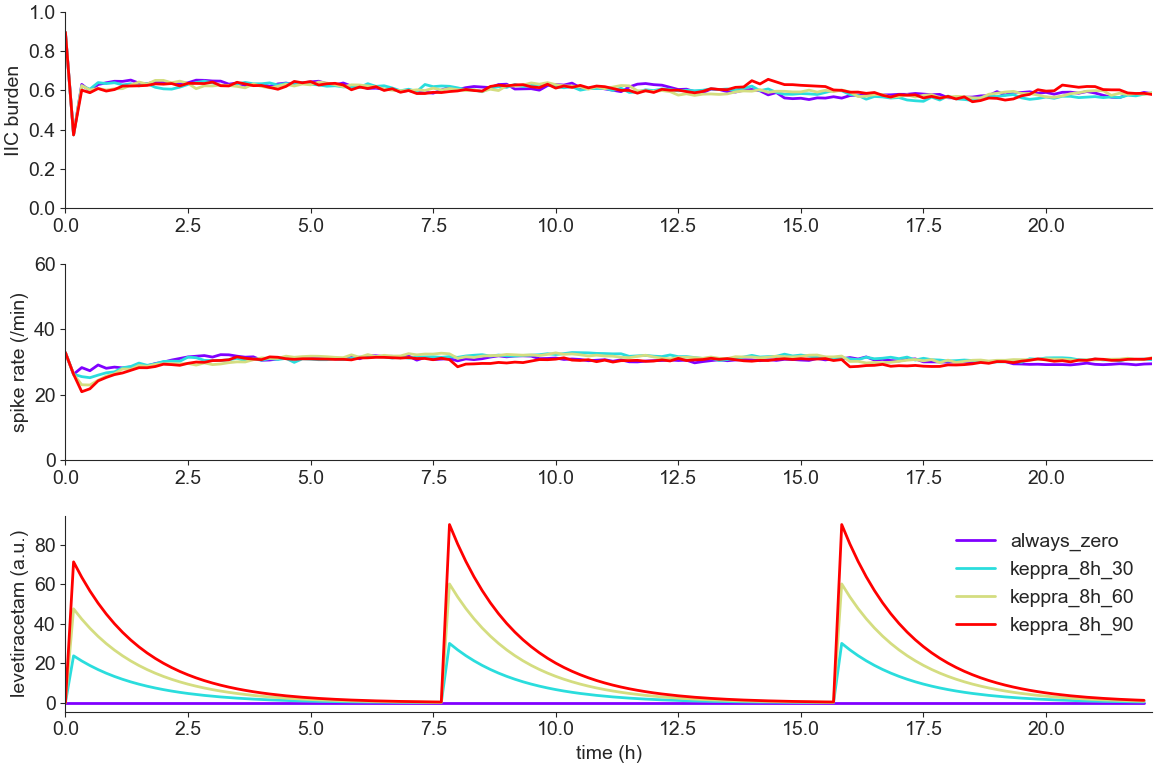 1.0
0.8
0.6
0.4
0.2
0.0
IIC burden
0.0 2.5 5.0 7.5 10.0 12.5 15.0 17.5 20.0
60
40
20
0
spike rate (/min)
0.0 2.5 5.0 7.5 10.0 12.5 15.0 17.5 20.0
80
60
40
20
0
levetiracetam (a.u.)
always_zero
keppra_8h_30
keppra_8h_60
keppra_8h_90
0.0 2.5 5.0 7.5 10.0 12.5 15.0 17.5 20.0
time (h)